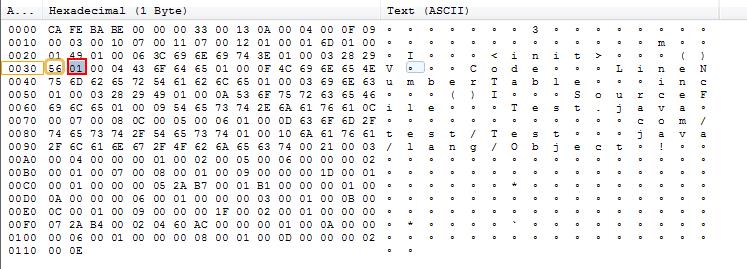 A... Hexadecimal (1 Byte) Text (ASCII)
0000 CA FE BA BE 00 00 00 33 00 13 0A 00 04 00 0F 09 ∘ ∘ ∘ ∘ ∘ ∘ ∘ 3 ∘ ∘ ∘ ∘ ∘ ∘ ∘ ∘
0010 00 03 00 10 07 00 11 07 00 12 01 00 01 6D 01 00 ∘ ∘ ∘ ∘ ∘ ∘ ∘ ∘ ∘ ∘ ∘ ∘ ∘ m ∘ ∘
0020 01 49 01 00 06 3C 69 6E 69 74 3E 01 00 03 28 29 ∘ I ∘ ∘ ∘ < i n i t > ∘ ∘ ∘ ( )
A030 56 01 00 04 43 6F 64 65 01 00 0F 4C 69 6E 65 4E V ∘ ∘ ∘ C o d e ∘ ∘ ∘ L i n e N
0040 75 6D 62 65 72 54 61 62 6C 65 01 00 03 69 6E 63 u m b e r T a b l e ∘ ∘ ∘ i n c
0050 01 00 03 28 29 49 01 00 0A 53 6F 75 72 63 65 46 ∘ ∘ ∘ ( ) I ∘ ∘ ∘ S o u r c e F
0060 69 6C 65 01 00 09 54 65 73 74 2E 6A 61 76 61 0C i l e ∘ ∘ ∘ T e s t . j a v a ∘
0070 00 07 00 08 0C 00 05 00 06 01 00 0D 63 6F 6D 2F ∘ ∘ ∘ ∘ ∘ ∘ ∘ ∘ ∘ ∘ ∘ ∘ c o m /
0080 74 65 73 74 2F 54 65 73 74 01 00 10 6A 61 76 61 t e s t / T e s t ∘ ∘ ∘ j a v a
0090 2F 6C 61 6E 67 2F 4F 62 6A 65 63 74 00 21 00 03 / l a n g / O b j e c t ∘ ! ∘ ∘
00A0 00 04 00 00 00 01 00 02 00 05 00 06 00 00 00 02 ∘ ∘ ∘ ∘ ∘ ∘ ∘ ∘ ∘ ∘ ∘ ∘ ∘ ∘ ∘ ∘
00B0 00 01 00 07 00 08 00 01 00 09 00 00 00 1D 00 01 ∘ ∘ ∘ ∘ ∘ ∘ ∘ ∘ ∘ ∘ ∘ ∘ ∘ ∘ ∘ ∘
00C0 00 01 00 00 00 05 2A B7 00 01 B1 00 00 00 01 00 ∘ ∘ ∘ ∘ ∘ ∘ * ∘ ∘ ∘ ∘ ∘ ∘ ∘ ∘ ∘
00D0 0A 00 00 00 06 00 01 00 00 00 03 00 01 00 0B 00 ∘ ∘ ∘ ∘ ∘ ∘ ∘ ∘ ∘ ∘ ∘ ∘ ∘ ∘ ∘ ∘
00E0 0C 00 01 00 09 00 00 00 1F 00 02 00 01 00 00 00 ∘ ∘ ∘ ∘ ∘ ∘ ∘ ∘ ∘ ∘ ∘ ∘ ∘ ∘ ∘ ∘
00F0 07 2A B4 00 02 04 60 AC 00 00 00 01 00 0A 00 00 ∘ * ∘ ∘ ∘ ∘ ` ∘ ∘ ∘ ∘ ∘ ∘ ∘ ∘ ∘
0100 00 06 00 01 00 00 00 08 00 01 00 0D 00 00 00 02 ∘ ∘ ∘ ∘ ∘ ∘ ∘ ∘ ∘ ∘ ∘ ∘ ∘ ∘ ∘ ∘
0110 00 0E ∘ ∘